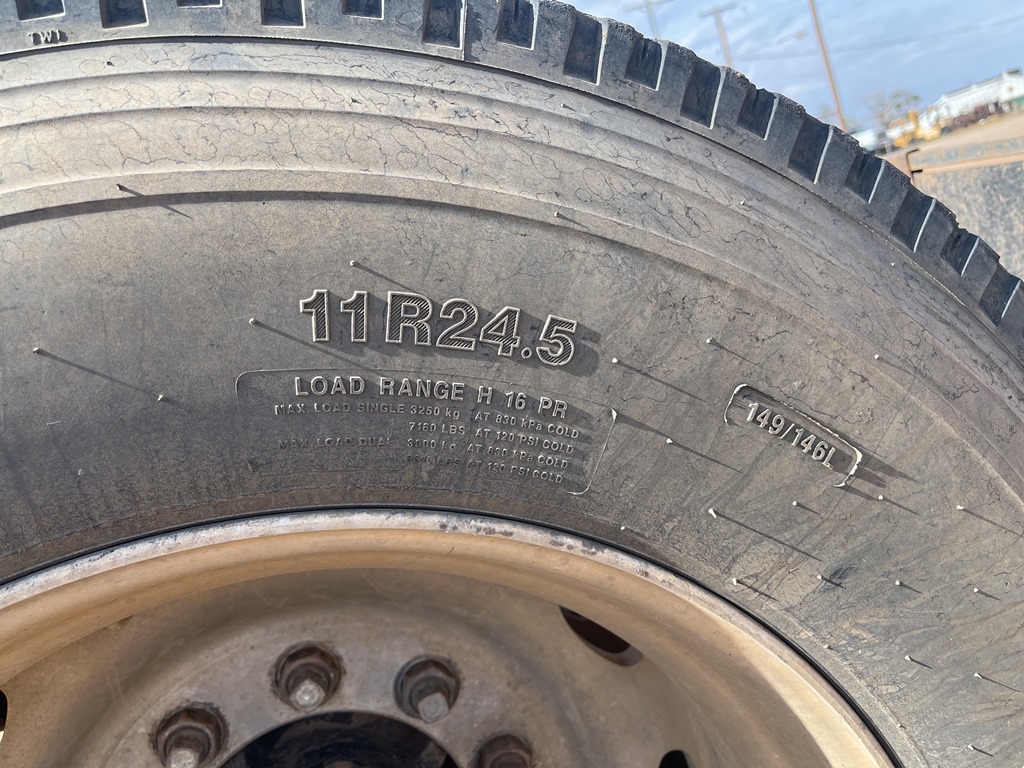 TWI
11R24.5
LOAD RANGE H 16 PR
MAX. LOAD SINGLE 3250 kg AT 830 kPa COLD
7160 LBS AT 120 PSI COLD
MAX. LOAD DUAL 3000 kg AT 830 kPa COLD
LBS AT 120 PSI COLD
149/146L